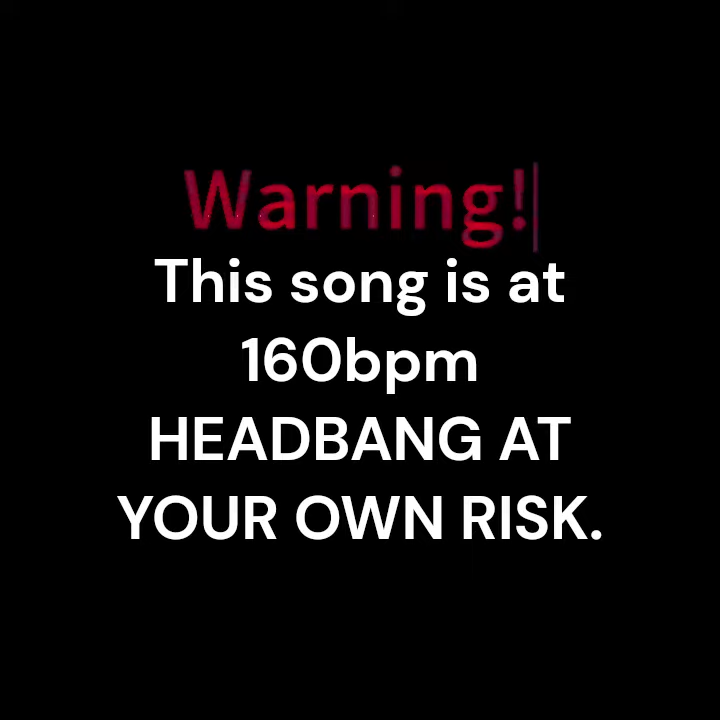 Warning!
This song is at
160bpm
HEADBANG AT
YOUR OWN RISK.